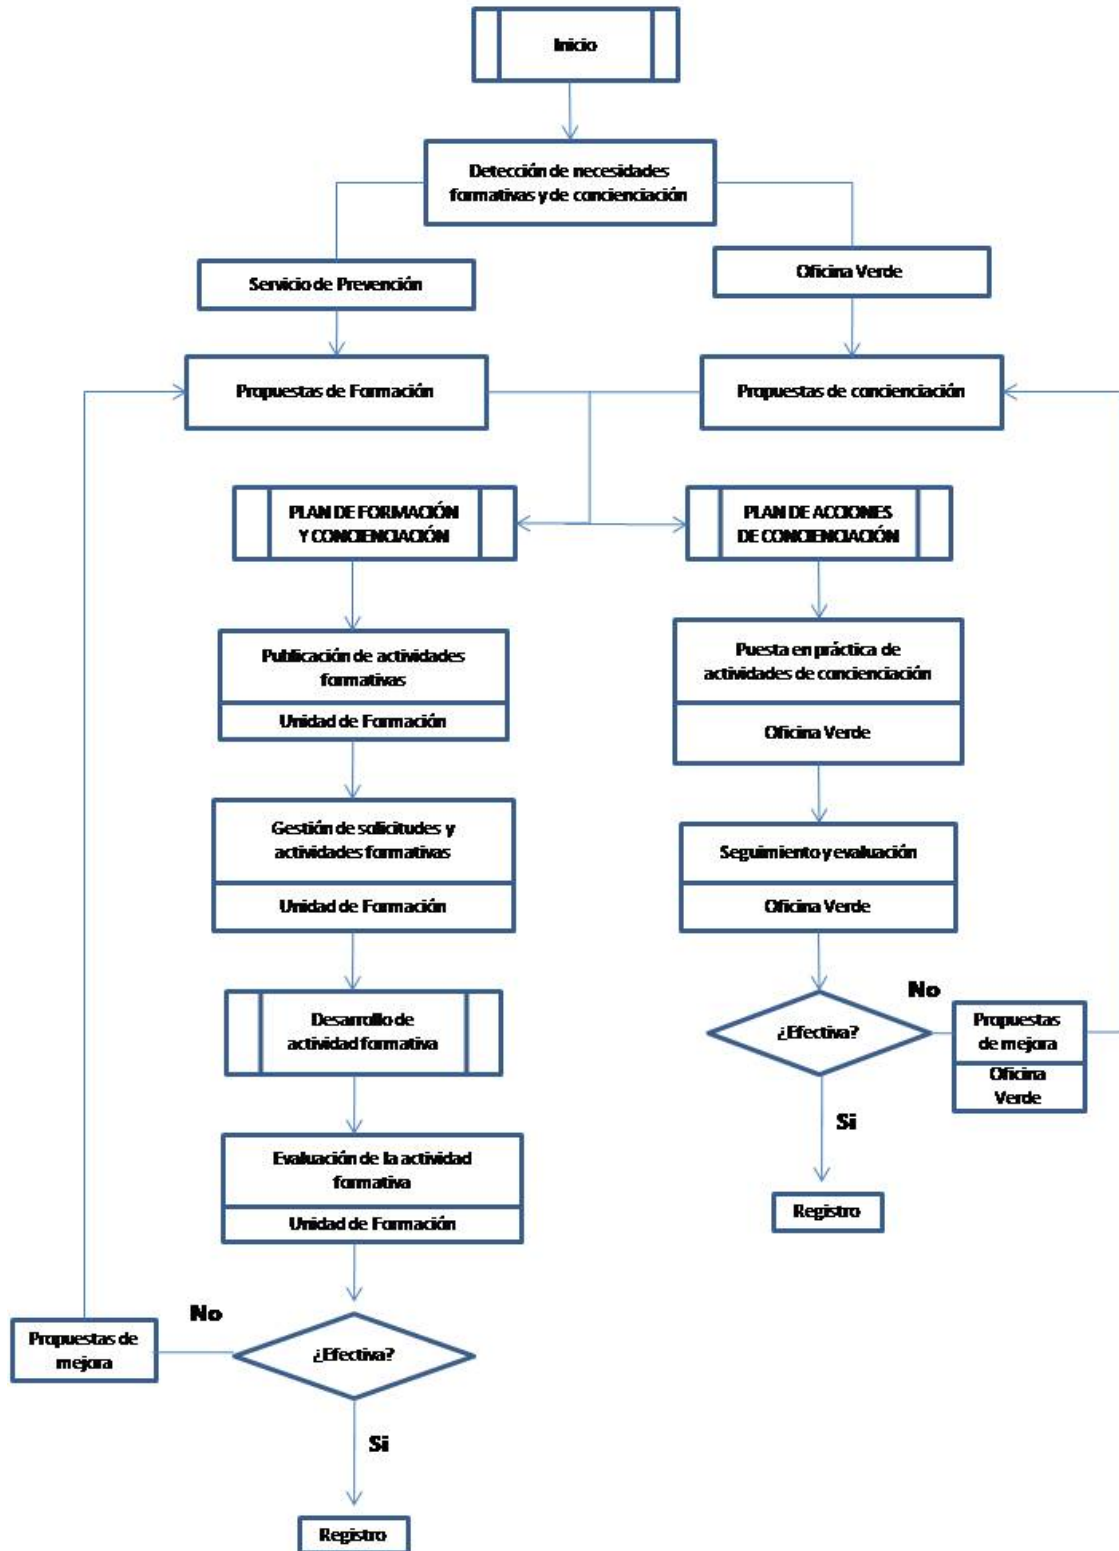 Inicio
Detección de necesidades
formativas y de concienciación
Servicio de Prevención
Oficina Verde
Propuestas de Formación
Propuestas de concienciación
PLAN DE FORMACIÓN
Y CONCIENCIACIÓN
PLAN DE ACCIONES
DE CONCIENCIACIÓN
Publicación de actividades
formativas
Unidad de Formación
Puesta en práctica de
actividades de concienciación
Oficina Verde
Gestión de solicitudes y
actividades formativas
Unidad de Formación
Seguimiento y evaluación
Oficina Verde
Desarrollo de
actividad formativa
¿Efectiva?
No
Propuestas
de mejora
Oficina
Verde
Si
Registro
Evaluación de la actividad
formativa
Unidad de Formación
¿Efectiva?
No
Propuestas de
mejora
Si
Registro